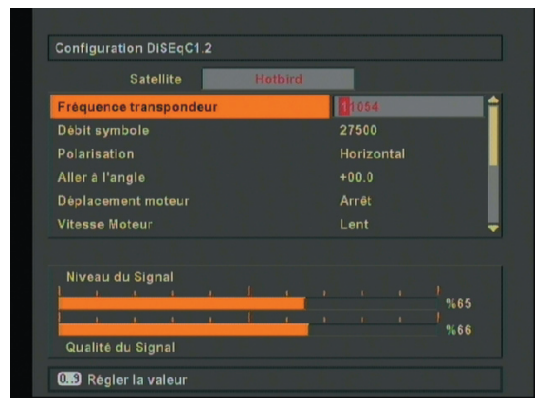 Configuration DiSEqC1.2
Satellite Hotbird
Fréquence transpondeur 11054
Débit symbole 27500
Polarisation Horizontal
Aller à l'angle +00.0
Déplacement moteur Arrêt
Vitesse Moteur Lent
Niveau du Signal
%65
%66
Qualité du Signal
0..9 Régler la valeur